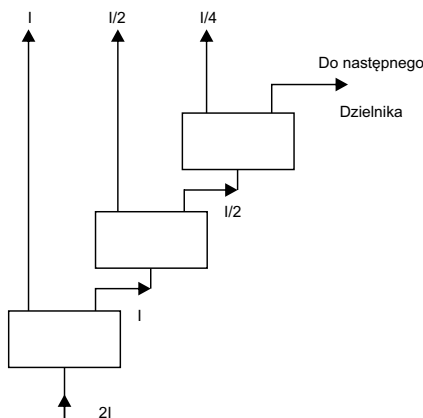 I
I/2
I/4
Do następnego
Dzielnika
I/2
I
2I